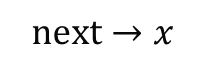 next → x